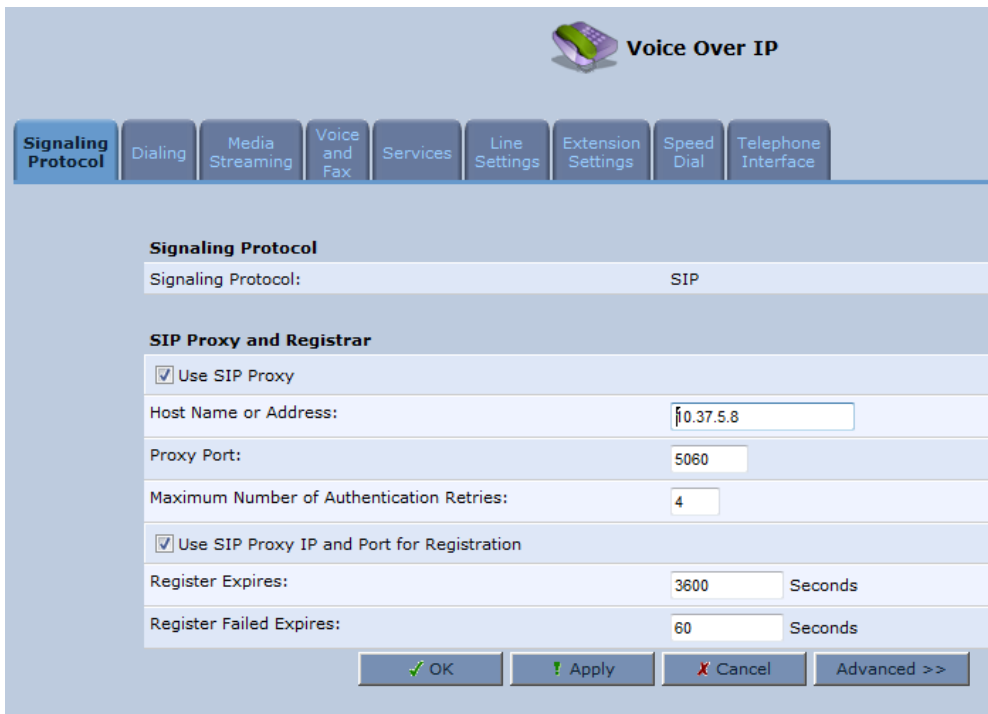 Voice Over IP
Signaling Protocol
Dialing
Media Streaming
Voice and Fax
Services
Line Settings
Extension Settings
Speed Dial
Telephone Interface
Signaling Protocol
Signaling Protocol: SIP
SIP Proxy and Registrar
Use SIP Proxy
Host Name or Address: 10.37.5.8
Proxy Port: 5060
Maximum Number of Authentication Retries: 4
Use SIP Proxy IP and Port for Registration
Register Expires: 3600 Seconds
Register Failed Expires: 60 Seconds
OK Apply Cancel Advanced >>